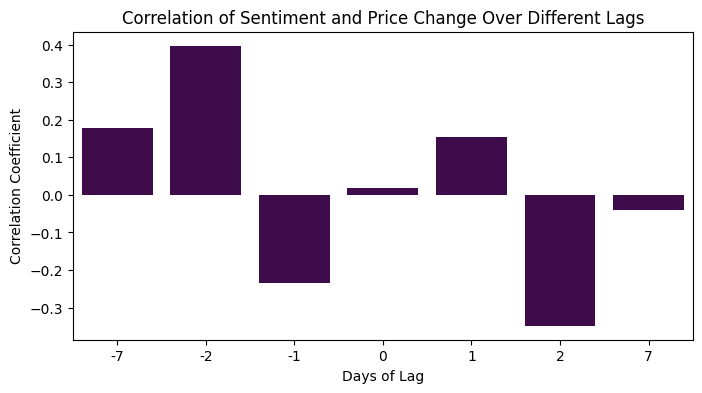 Correlation of Sentiment and Price Change Over Different Lags
Correlation Coefficient
0.4
0.3
0.2
0.1
0.0
−0.1
−0.2
−0.3
-7 -2 -1 0 1 2 7
Days of Lag